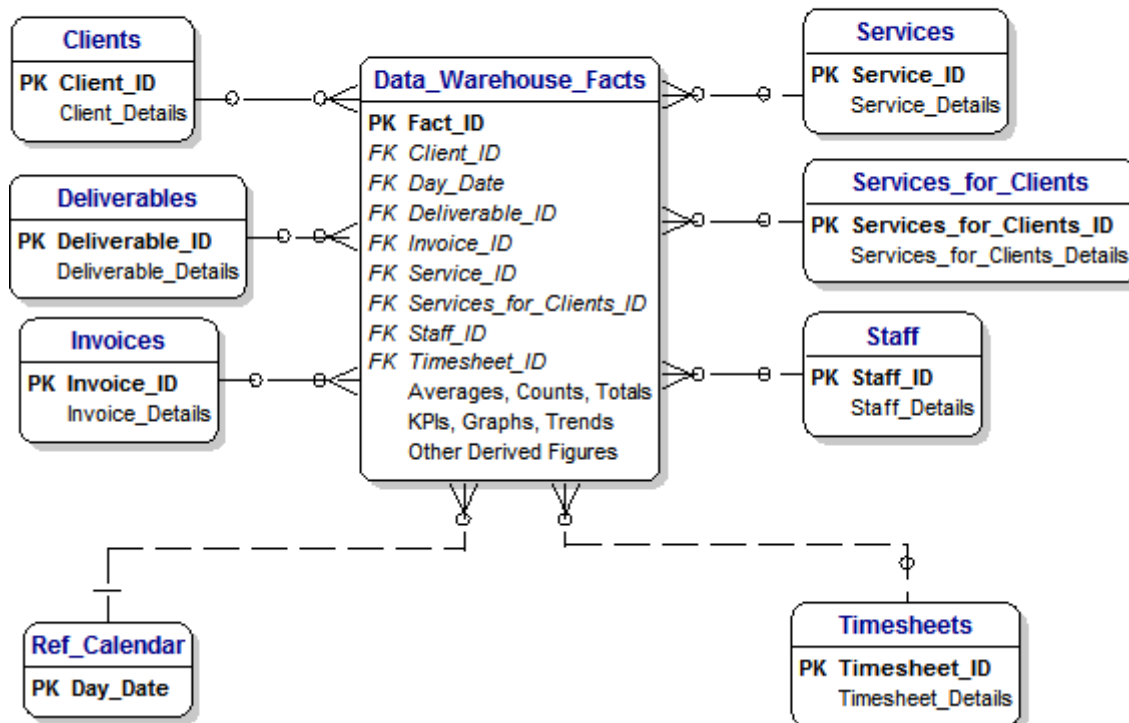 Clients
PK Client_ID
Client_Details
Deliverables
PK Deliverable_ID
Deliverable_Details
Invoices
PK Invoice_ID
Invoice_Details
Data_Warehouse_Facts
PK Fact_ID
FK Client_ID
FK Day_Date
FK Deliverable_ID
FK Invoice_ID
FK Service_ID
FK Services_for_Clients_ID
FK Staff_ID
FK Timesheet_ID
Averages, Counts, Totals
KPIs, Graphs, Trends
Other Derived Figures
Services
PK Service_ID
Service_Details
Services_for_Clients
PK Services_for_Clients_ID
Services_for_Clients_Details
Staff
PK Staff_ID
Staff_Details
Ref_Calendar
PK Day_Date
Timesheets
PK Timesheet_ID
Timesheet_Details